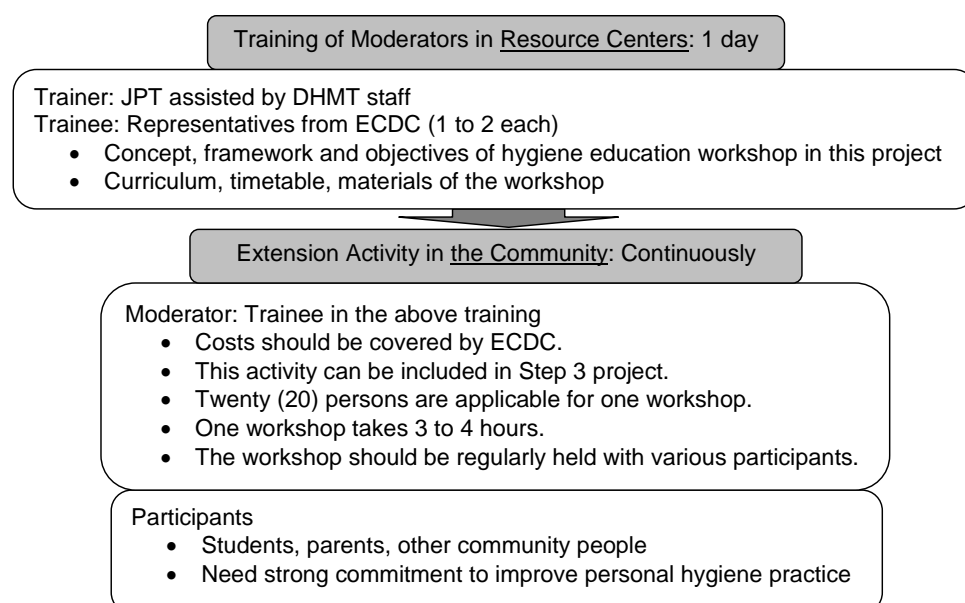 Training of Moderators in Resource Centers: 1 day
Trainer: JPT assisted by DHMT staff
Trainee: Representatives from ECDC (1 to 2 each)
• Concept, framework and objectives of hygiene education workshop in this project
• Curriculum, timetable, materials of the workshop
Extension Activity in the Community: Continuously
Moderator: Trainee in the above training
• Costs should be covered by ECDC.
• This activity can be included in Step 3 project.
• Twenty (20) persons are applicable for one workshop.
• One workshop takes 3 to 4 hours.
• The workshop should be regularly held with various participants.
Participants
• Students, parents, other community people
• Need strong commitment to improve personal hygiene practice